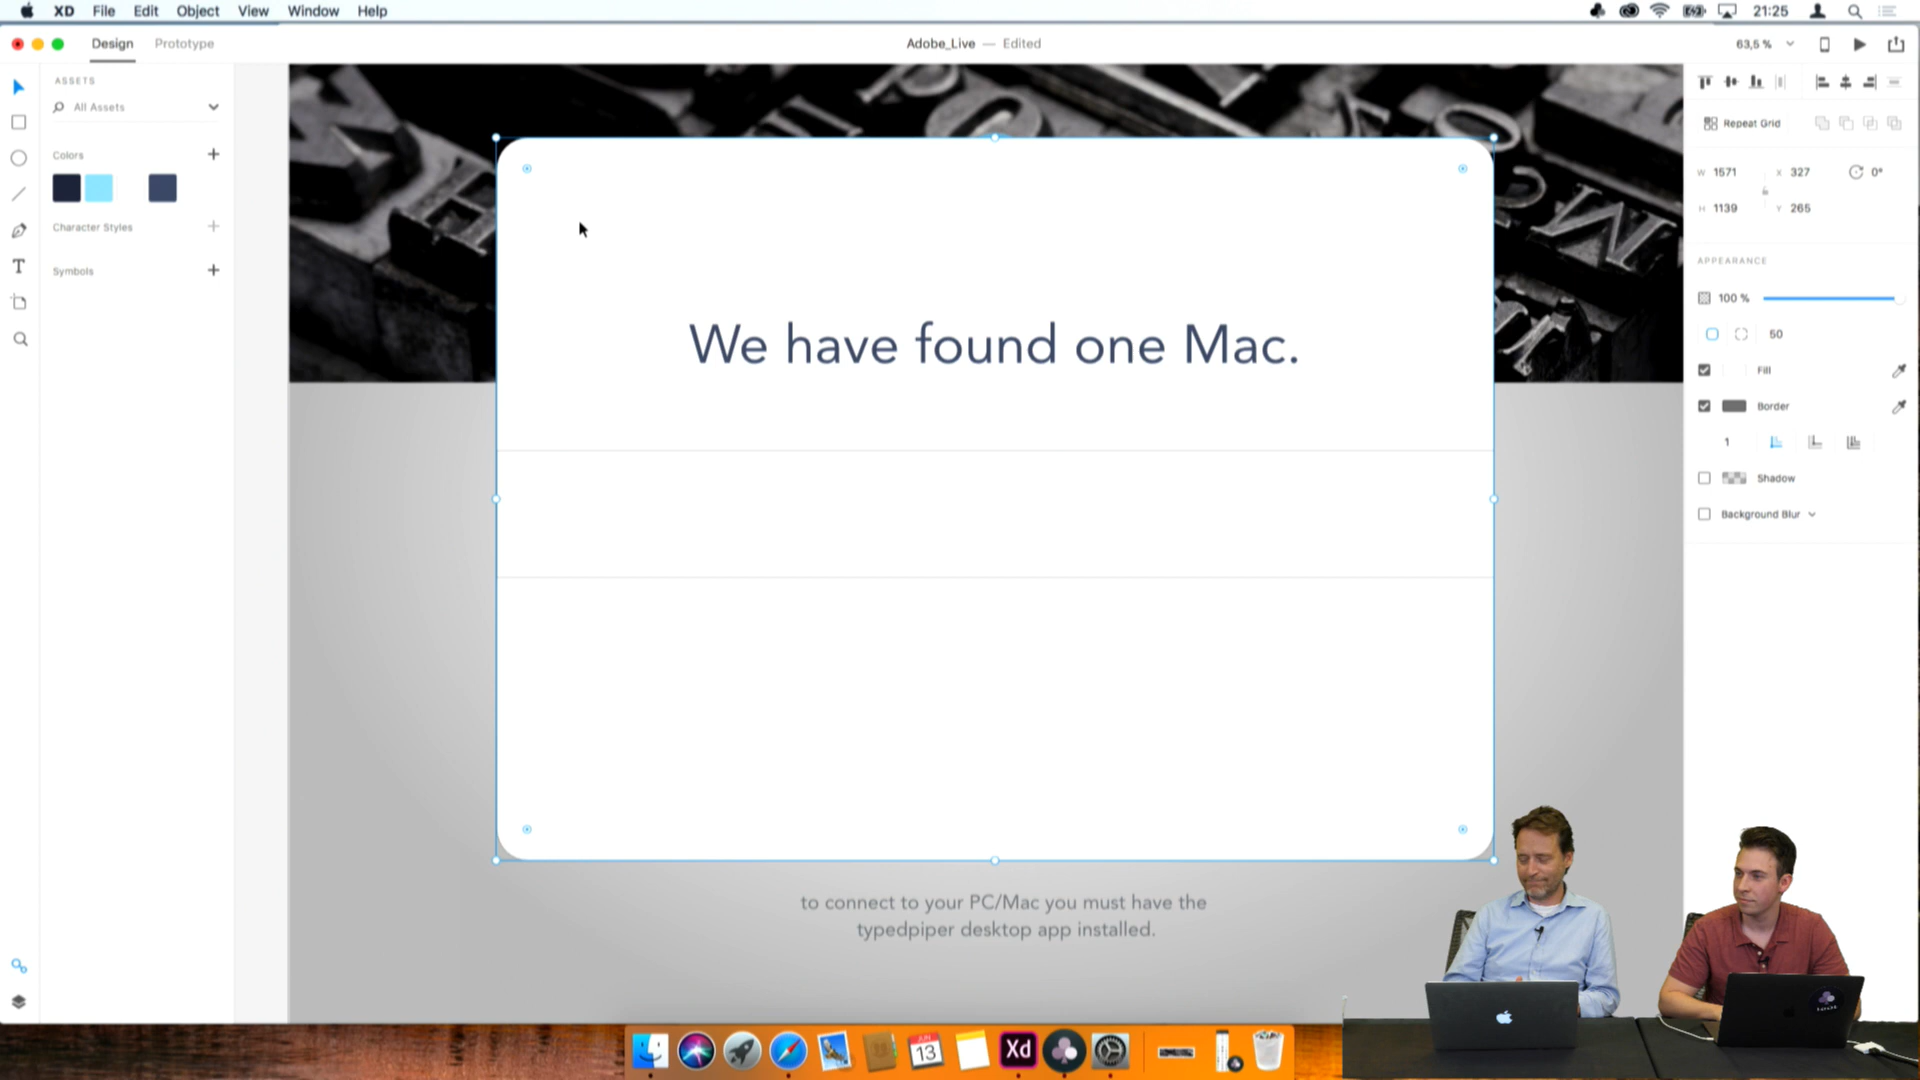 XD File Edit Object View Window Help 21:25
Design Prototype Adobe_Live — Edited 63,5 %
ASSETS
All Assets
Colors
Character Styles
Symbols
We have found one Mac.
to connect to your PC/Mac you must have the
typedpiper desktop app installed.
Repeat Grid
W 1571 X 327 0°
H 1139 Y 265
APPEARANCE
100 %
50
Fill
Border
1
Shadow
Background Blur
JUN
13
Xd